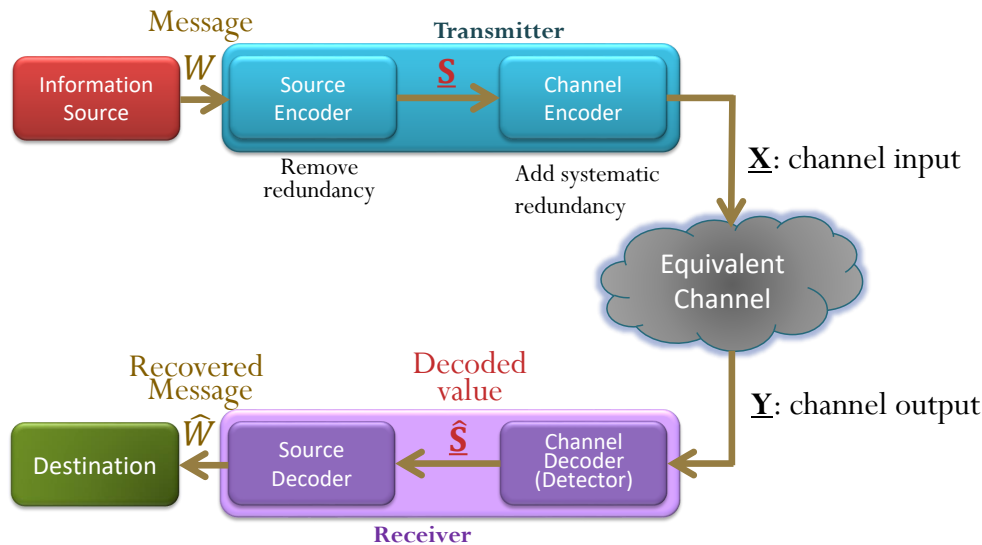 Message
Transmitter
Information
Source
W
Source
Encoder
S
Channel
Encoder
Remove
redundancy
Add systematic
redundancy
X: channel input
Equivalent
Channel
Y: channel output
Recovered
Message
Decoded
value
Destination
Ŵ
Source
Decoder
Ŝ
Channel
Decoder
(Detector)
Receiver